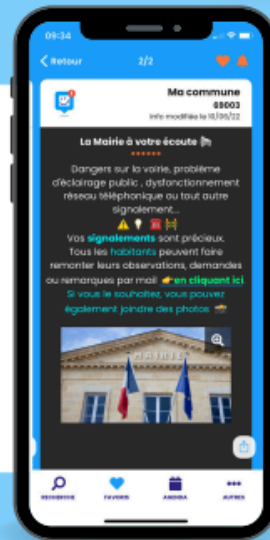 09:34
Retour
2/2
Ma commune
69003
Info modifiée le 10/06/22
La Mairie à votre écoute
Dangers sur la voirie, problème
d'éclairage public , dysfonctionnement
réseau téléphonique ou tout autre
signalement...
Vos signalements sont précieux.
Tous les habitants peuvent faire
remonter leurs observations, demandes
ou remarques par mail en cliquant ici
Si vous le souhaitez, vous pouvez
également joindre des photos
MAIRIE
RECHERCHE
FAVORIS
AGENDA
AUTRES